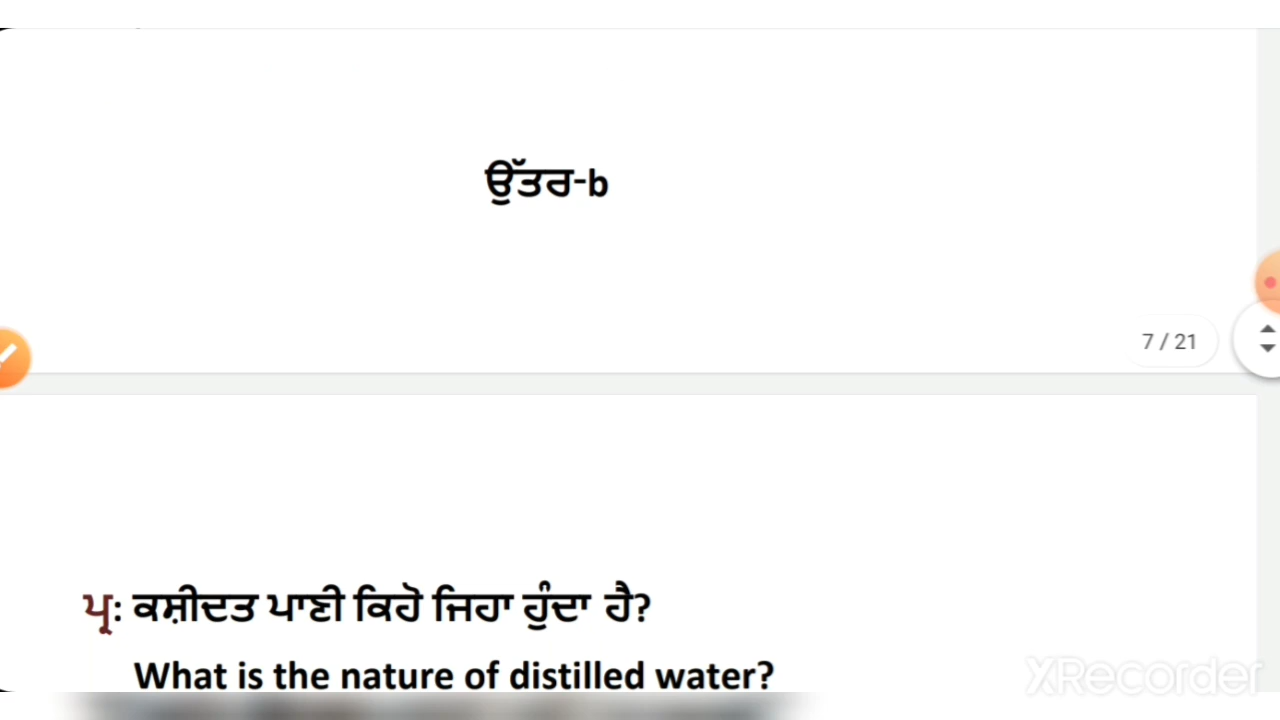 ਉੱਤਰ-b
7 / 21
ਪ੍ਰ: ਕਸ਼ੀਦਤ ਪਾਣੀ ਕਿਹੋ ਜਿਹਾ ਹੁੰਦਾ ਹੈ?
What is the nature of distilled water?
XRecorder